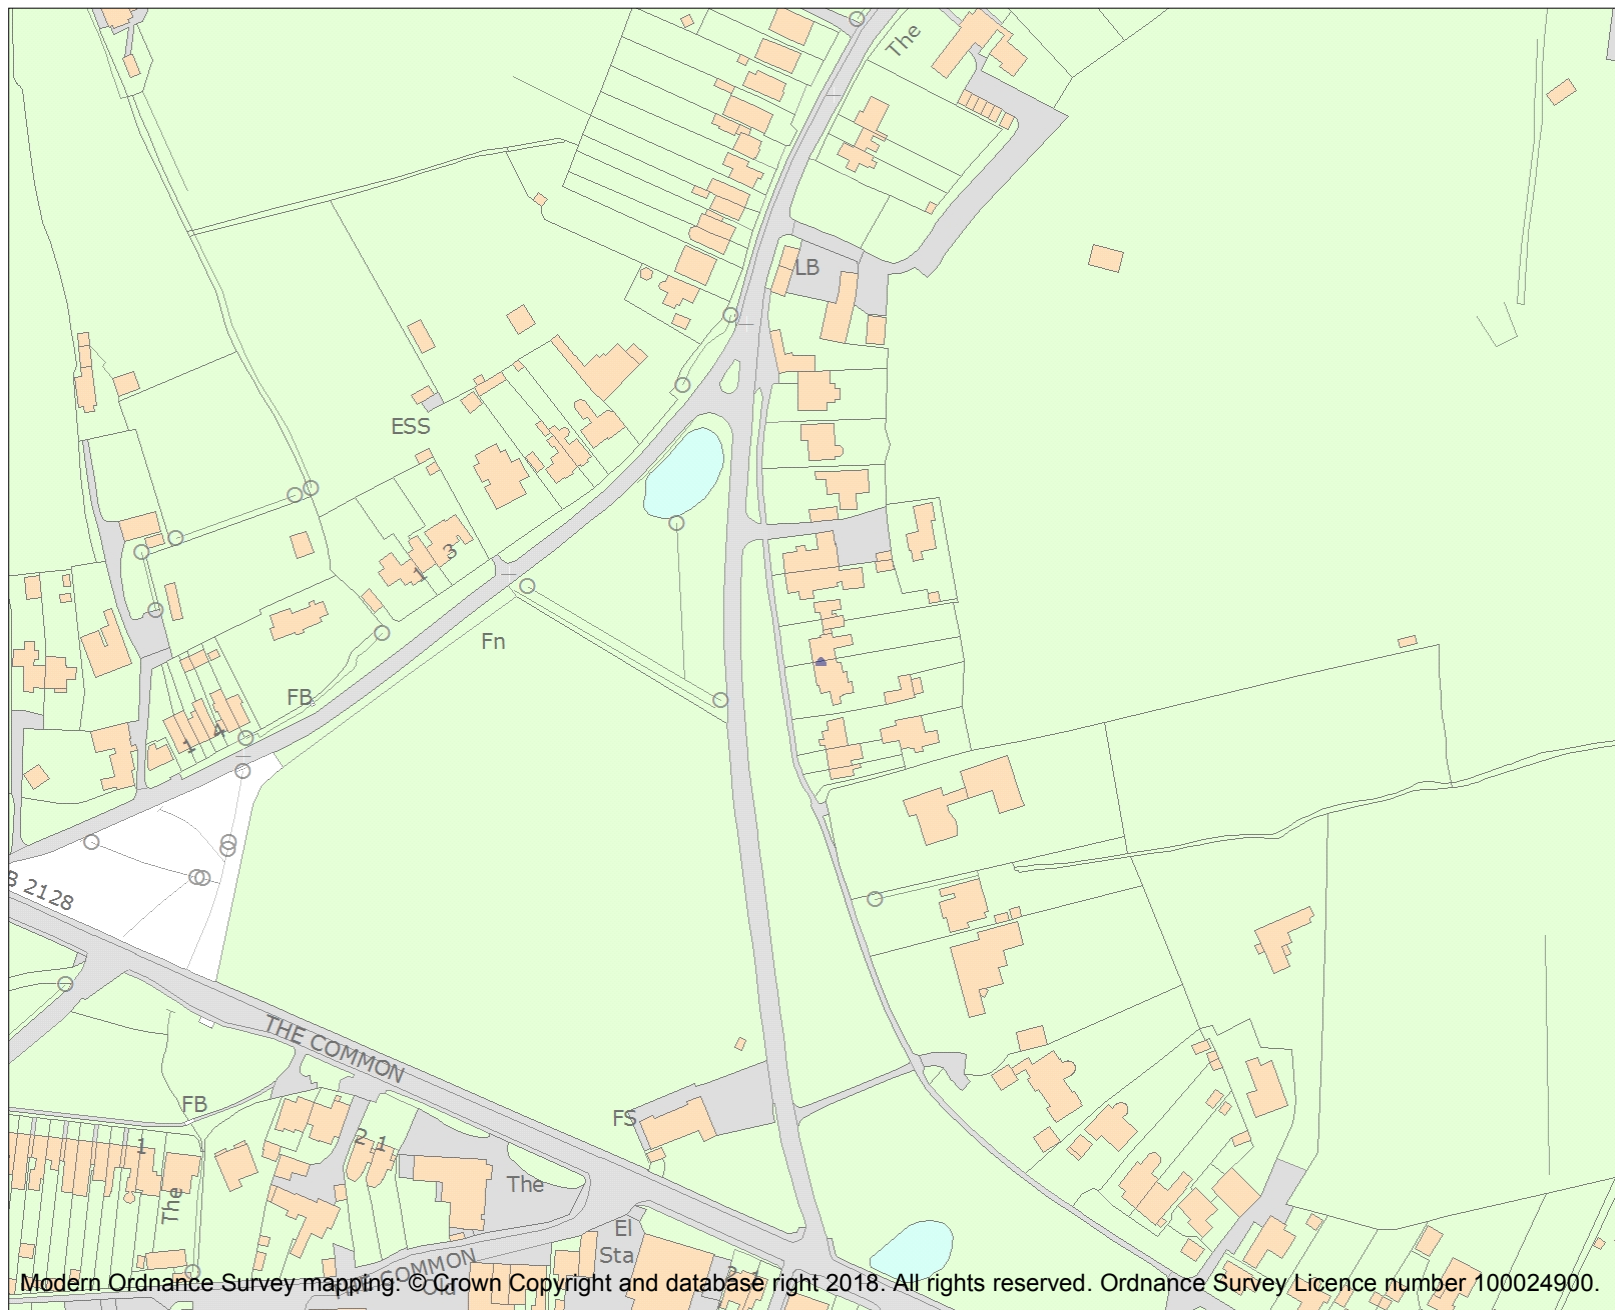 The
LB
ESS
3
1
Fn
FB
4
1
B 2128
THE COMMON
FB
FS
2 1
1
The
The
El
Sta
THE COMMON
Old
Modern Ordnance Survey mapping: © Crown Copyright and database right 2018. All rights reserved. Ordnance Survey Licence number 100024900.